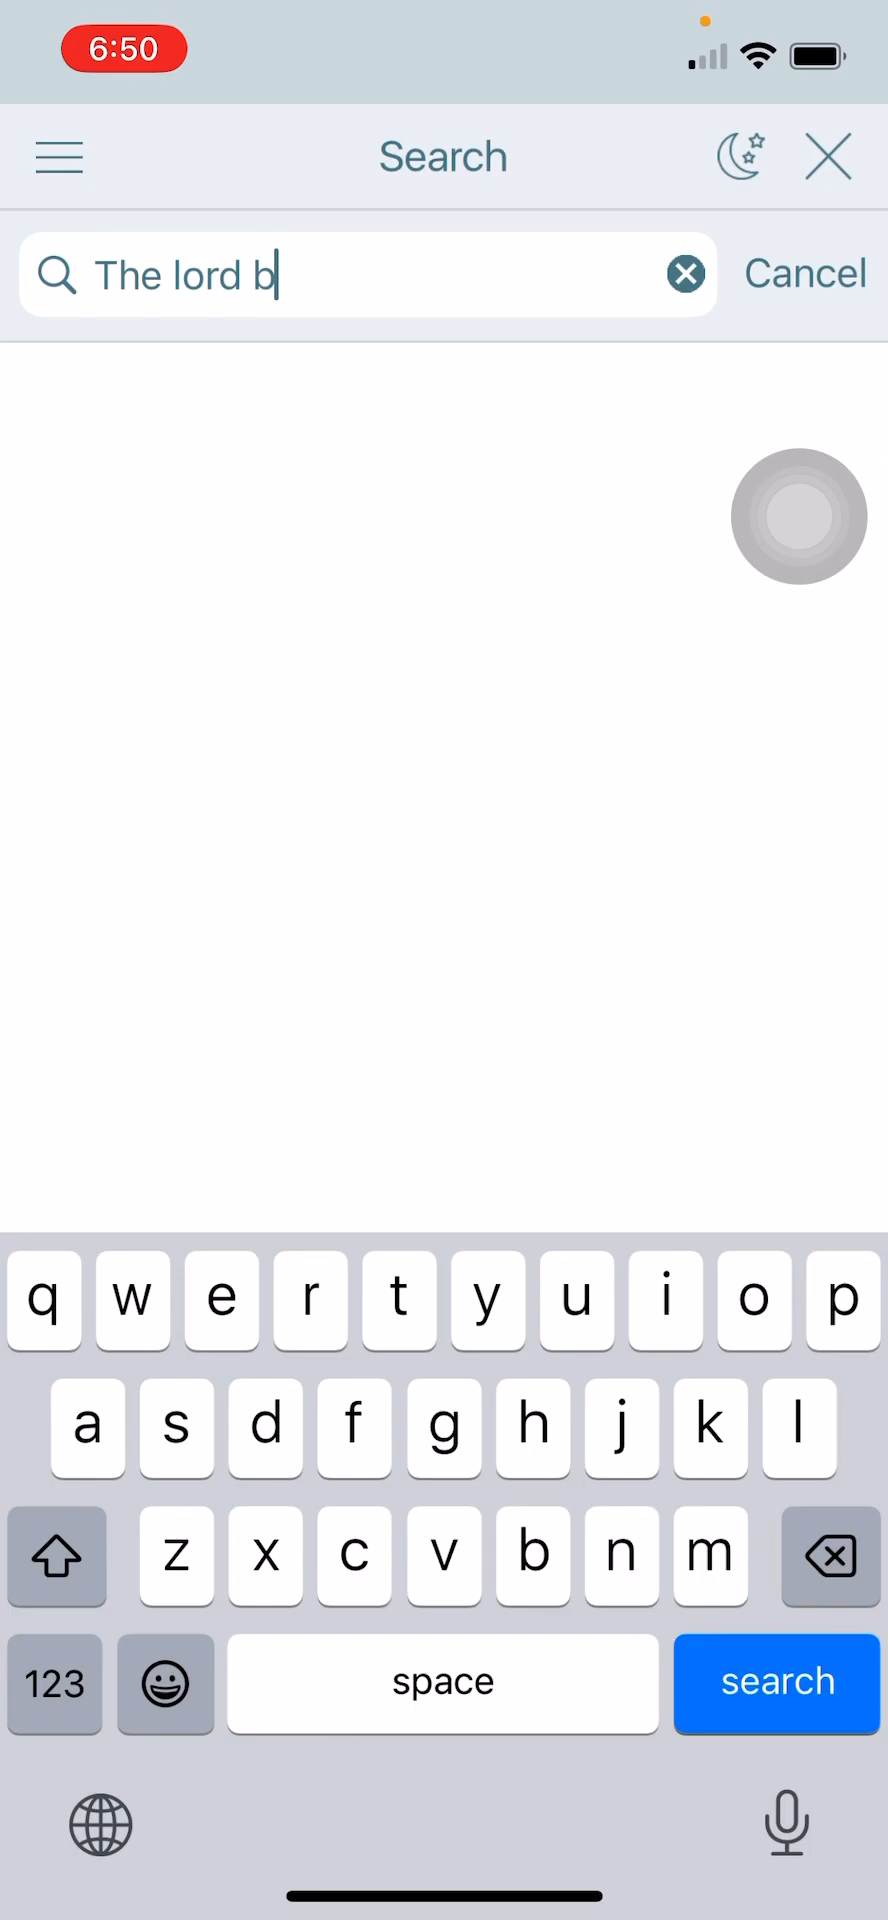 6:50
Search
The lord b
Cancel
q w e r t y u i o p
a s d f g h j k l
z x c v b n m
123 space search